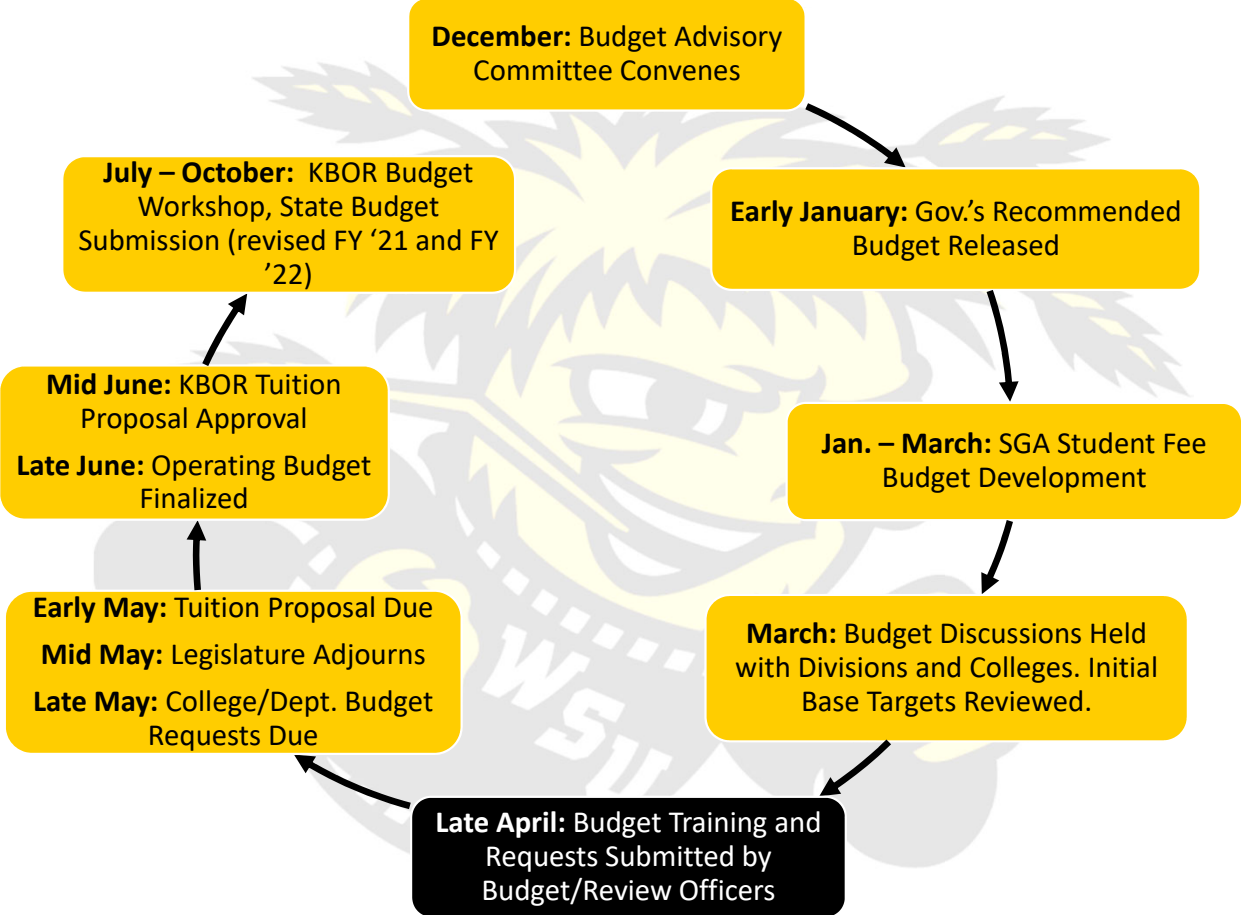 December: Budget Advisory
Committee Convenes
Early January: Gov.’s Recommended
Budget Released
Jan. – March: SGA Student Fee
Budget Development
March: Budget Discussions Held
with Divisions and Colleges. Initial
Base Targets Reviewed.
Late April: Budget Training and
Requests Submitted by
Budget/Review Officers
Early May: Tuition Proposal Due
Mid May: Legislature Adjourns
Late May: College/Dept. Budget
Requests Due
Mid June: KBOR Tuition
Proposal Approval
Late June: Operating Budget
Finalized
July – October: KBOR Budget
Workshop, State Budget
Submission (revised FY ‘21 and FY
’22)
WSU